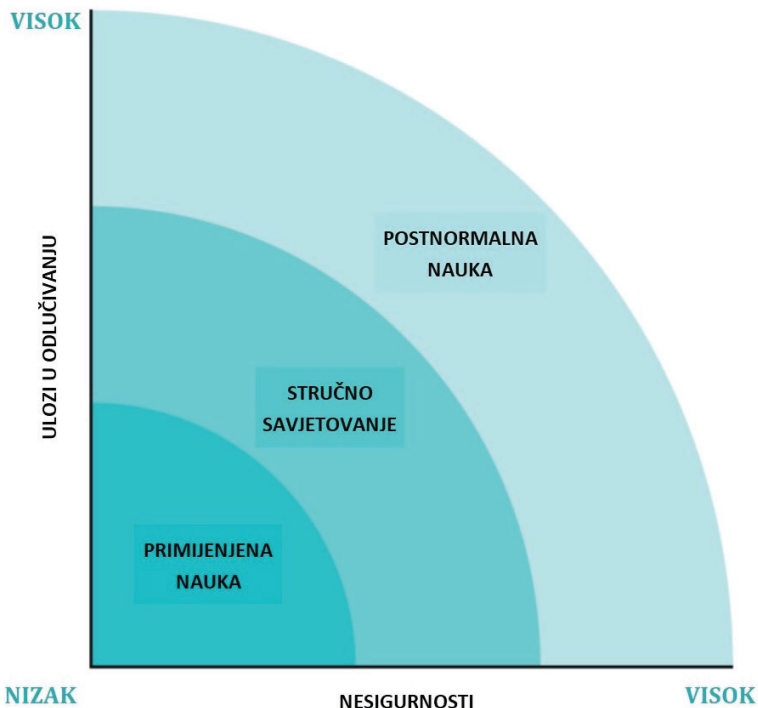 VISOK
ULOZI U ODLUČIVANJU
POSTNORMALNA
NAUKA
STRUČNO
SAVJETOVANJE
PRIMIJENJENA
NAUKA
NIZAK
NESIGURNOSTI
VISOK